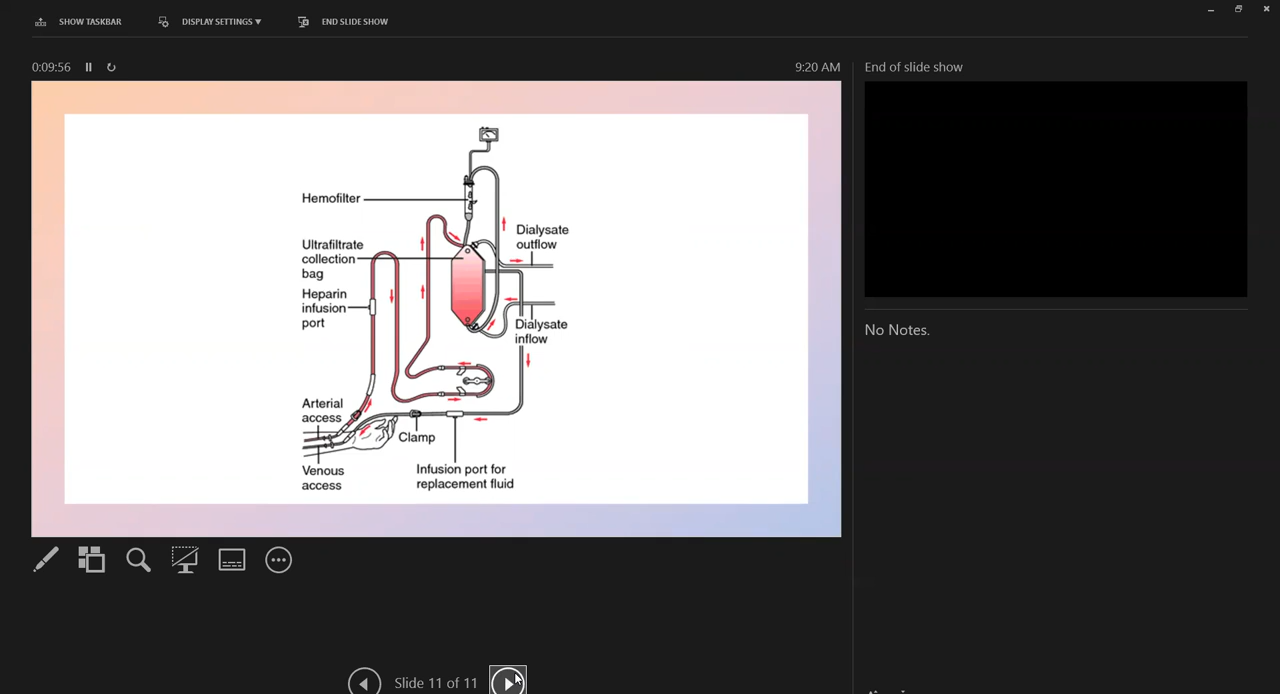 SHOW TASKBAR
DISPLAY SETTINGS ▼
END SLIDE SHOW
0:09:56
9:20 AM
End of slide show
Hemofilter
Ultrafiltrate
collection
bag
Heparin
infusion
port
Arterial
access
Venous
access
Clamp
Infusion port for
replacement fluid
Dialysate
outflow
Dialysate
inflow
No Notes.
Slide 11 of 11